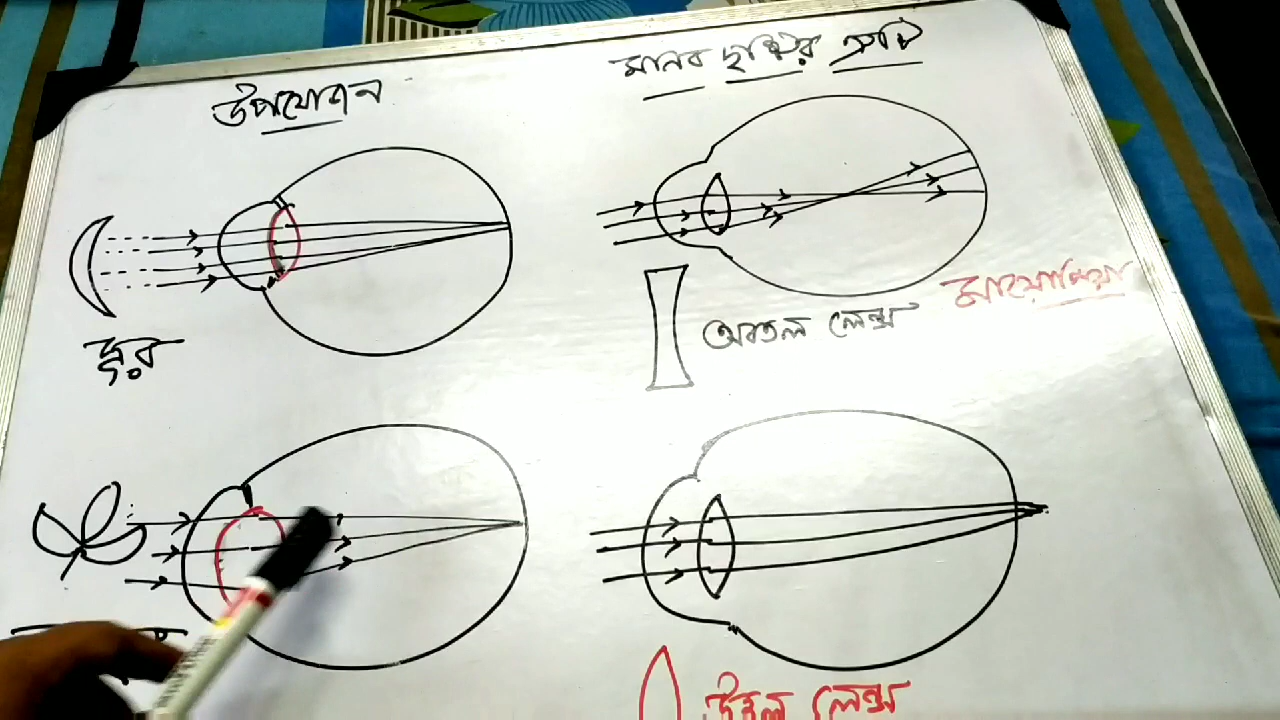 উপযোজন
মানব দৃষ্টির ত্রুটি
দূর
অবতল লেন্স
মায়োপিয়া
উত্তল লেন্স